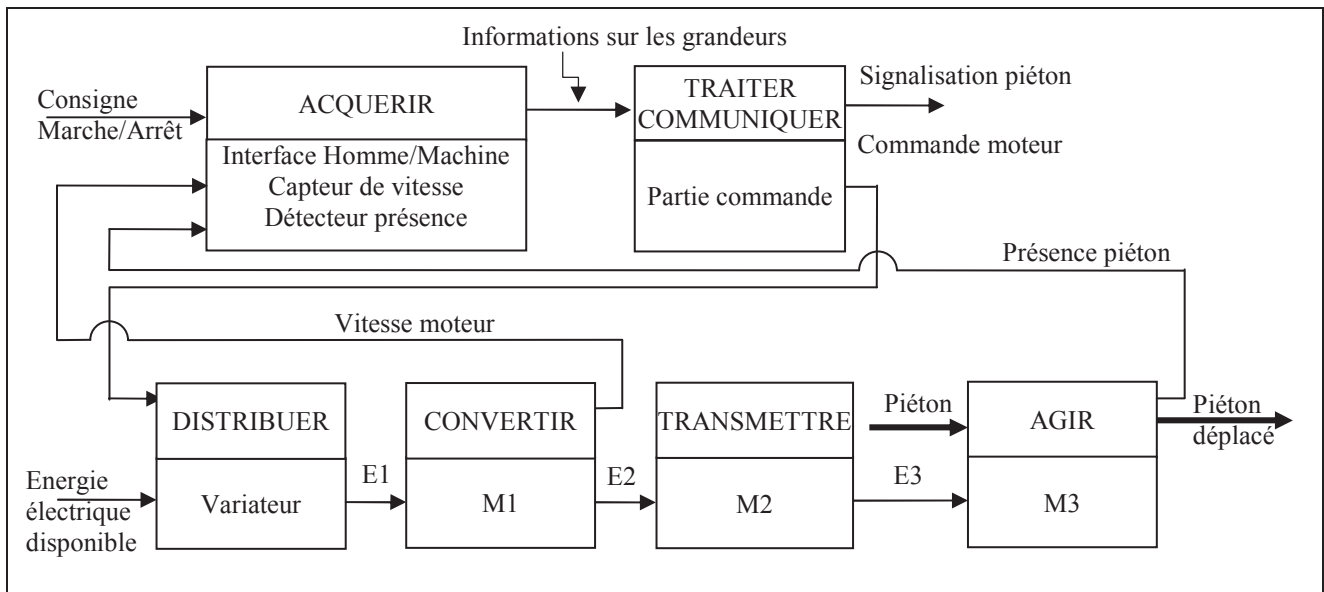 Informations sur les grandeurs
Consigne
Marche/Arrêt
ACQUERIR
Interface Homme/Machine
Capteur de vitesse
Détecteur présence
TRAITER
COMMUNIQUER
Partie commande
Signalisation piéton
Commande moteur
Présence piéton
Vitesse moteur
DISTRIBUER
Variateur
CONVERTIR
M1
TRANSMETTRE
M2
AGIR
M3
Piéton
Piéton
déplacé
Energie
électrique
disponible
E1
E2
E3